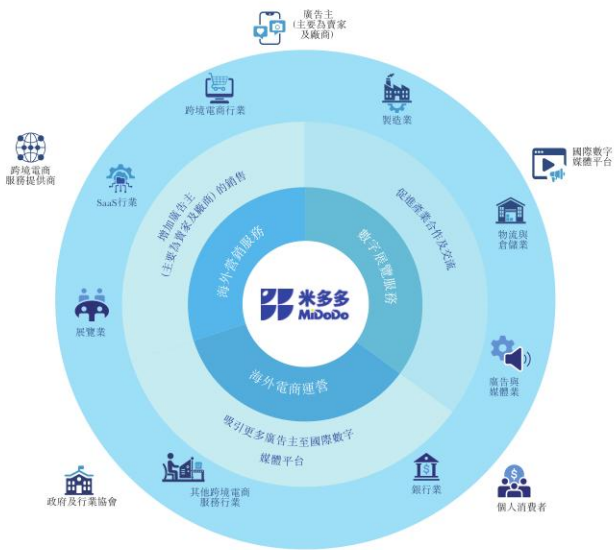 廣告主
(主要為賣家
及廠商)
跨境電商行業
製造業
國際數字
媒體平台
跨境電商
服務提供商
SaaS行業
增加廣告主
(主要為賣家及廠商)的銷售
促進產業合作及交流
物流與
倉儲業
海外營銷服務
數字展覽服務
米多多
MiDoDo
展覽業
廣告與
媒體業
海外電商運營
吸引更多廣告主至國際數字
媒體平台
其他跨境電商
服務行業
銀行業
政府及行業協會
個人消費者